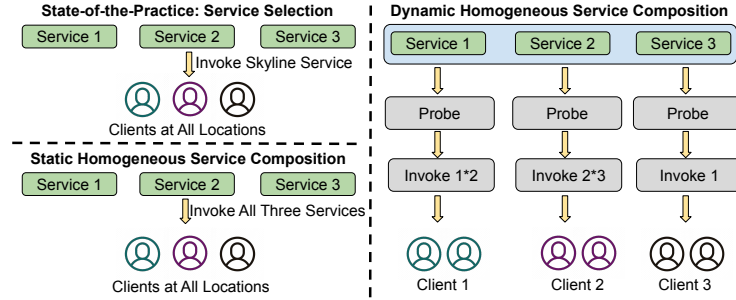 State-of-the-Practice: Service Selection
Service 1 Service 2 Service 3
Invoke Skyline Service
Clients at All Locations
Static Homogeneous Service Composition
Service 1 Service 2 Service 3
Invoke All Three Services
Clients at All Locations
Dynamic Homogeneous Service Composition
Service 1 Service 2 Service 3
Probe Probe Probe
Invoke 1*2 Invoke 2*3 Invoke 1
Client 1 Client 2 Client 3